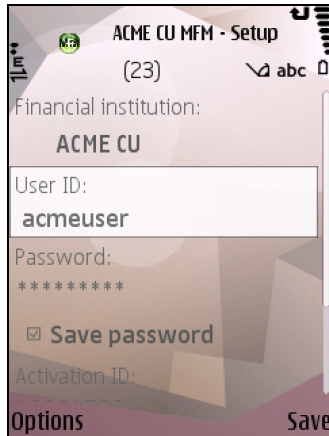 ACME CU MFM - Setup
E (23) abc
Financial institution:
ACME CU
User ID:
acmeuser
Password:
*********
Save password
Activation ID:
Options Save